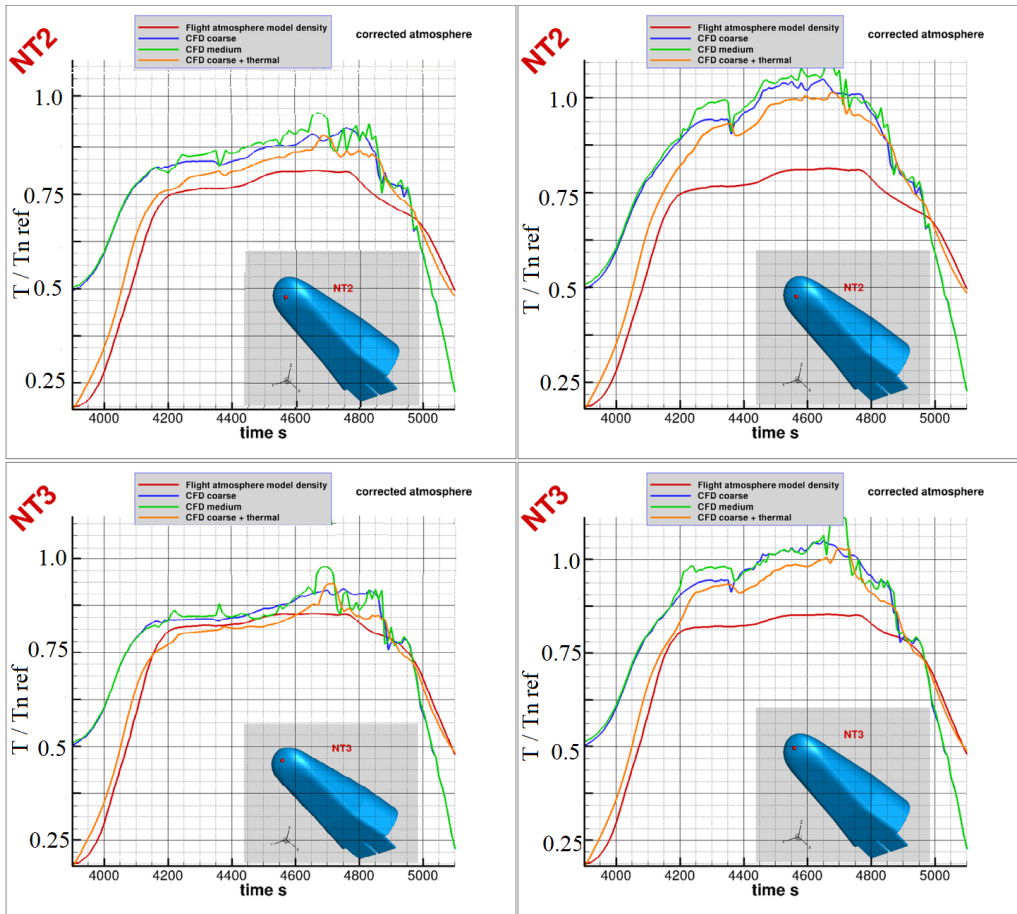 NT2
Flight atmosphere model density
CFD coarse
CFD medium
CFD coarse + thermal
corrected atmosphere
1.0
0.75
0.5
0.25
T / Tn ref
NT2
4000 4200 4400 4600 4800 5000
time s
NT2
Flight atmosphere model density
CFD coarse
CFD medium
CFD coarse + thermal
corrected atmosphere
1.0
0.75
0.5
0.25
T / Tn ref
NT2
4000 4200 4400 4600 4800 5000
time s
NT3
Flight atmosphere model density
CFD coarse
CFD medium
CFD coarse + thermal
corrected atmosphere
1.0
0.75
0.5
0.25
T / Tn ref
NT3
4000 4200 4400 4600 4800 5000
time s
NT3
Flight atmosphere model density
CFD coarse
CFD medium
CFD coarse + thermal
corrected atmosphere
1.0
0.75
0.5
0.25
T / Tn ref
NT3
4000 4200 4400 4600 4800 5000
time s